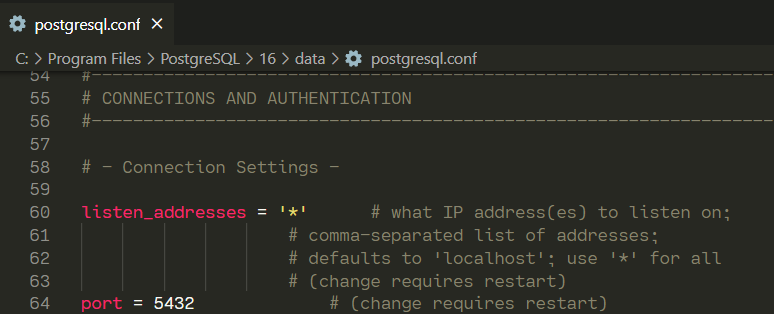 postgresql.conf ×
C: > Program Files > PostgreSQL > 16 > data > postgresql.conf
54 #------------------------------------------------------------------------------
55 # CONNECTIONS AND AUTHENTICATION
56 #------------------------------------------------------------------------------
57
58 # - Connection Settings -
59
60 listen_addresses = '*' # what IP address(es) to listen on;
61 # comma-separated list of addresses;
62 # defaults to 'localhost'; use '*' for all
63 # (change requires restart)
64 port = 5432 # (change requires restart)